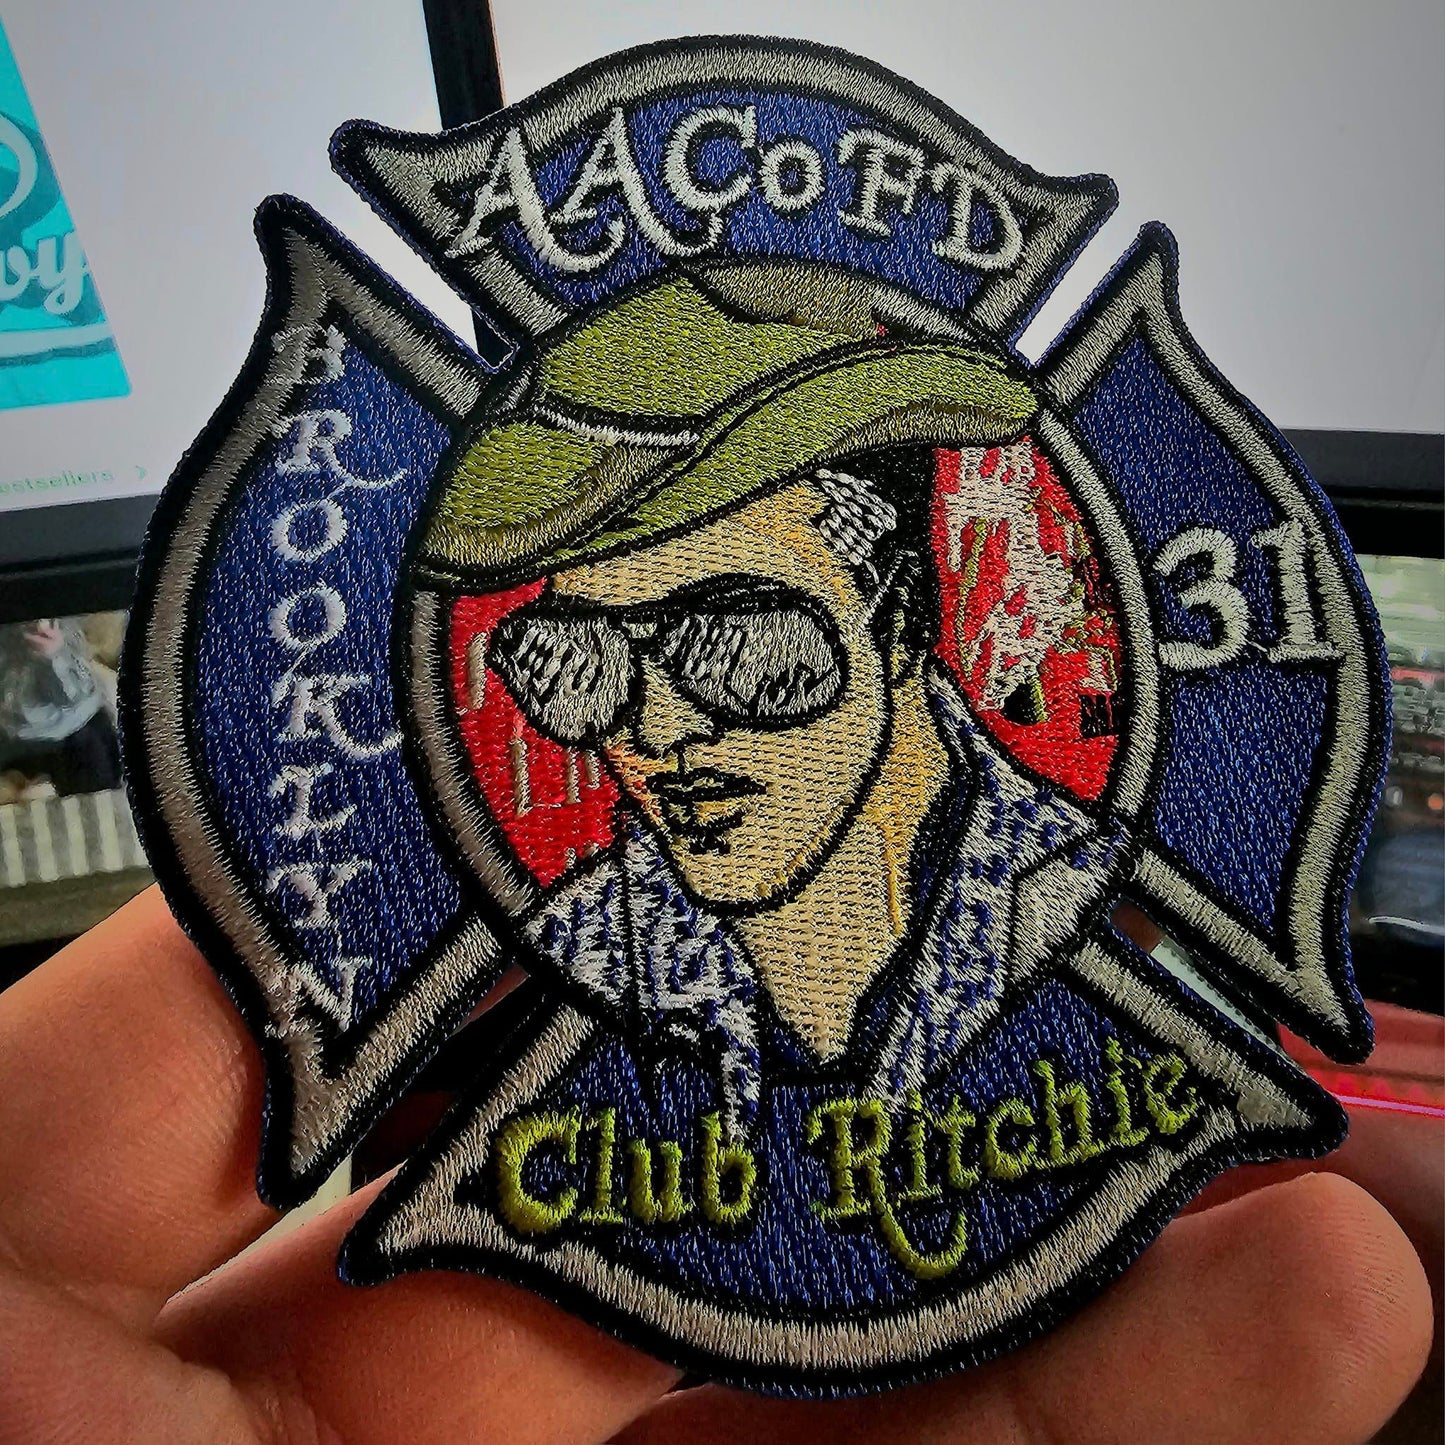 AACoFD
BROOKLYN
31
Club Ritchie